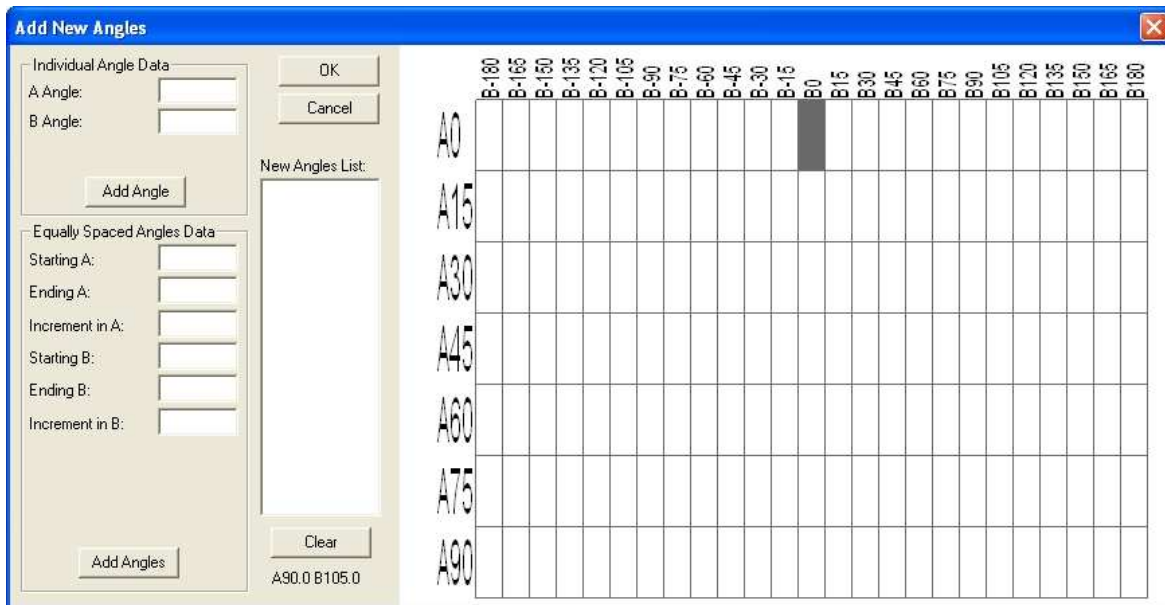 Add New Angles
Individual Angle Data
A Angle:
B Angle:
Add Angle
Equally Spaced Angles Data
Starting A:
Ending A:
Increment in A:
Starting B:
Ending B:
Increment in B:
Add Angles
OK
Cancel
New Angles List:
Clear
A90.0 B105.0
B-180 B-165 B-150 B-135 B-120 B-105 B-90 B-75 B-60 B-45 B-30 B-15 B0 B15 B30 B45 B60 B75 B90 B105 B120 B135 B150 B165 B180
A0
A15
A30
A45
A60
A75
A90